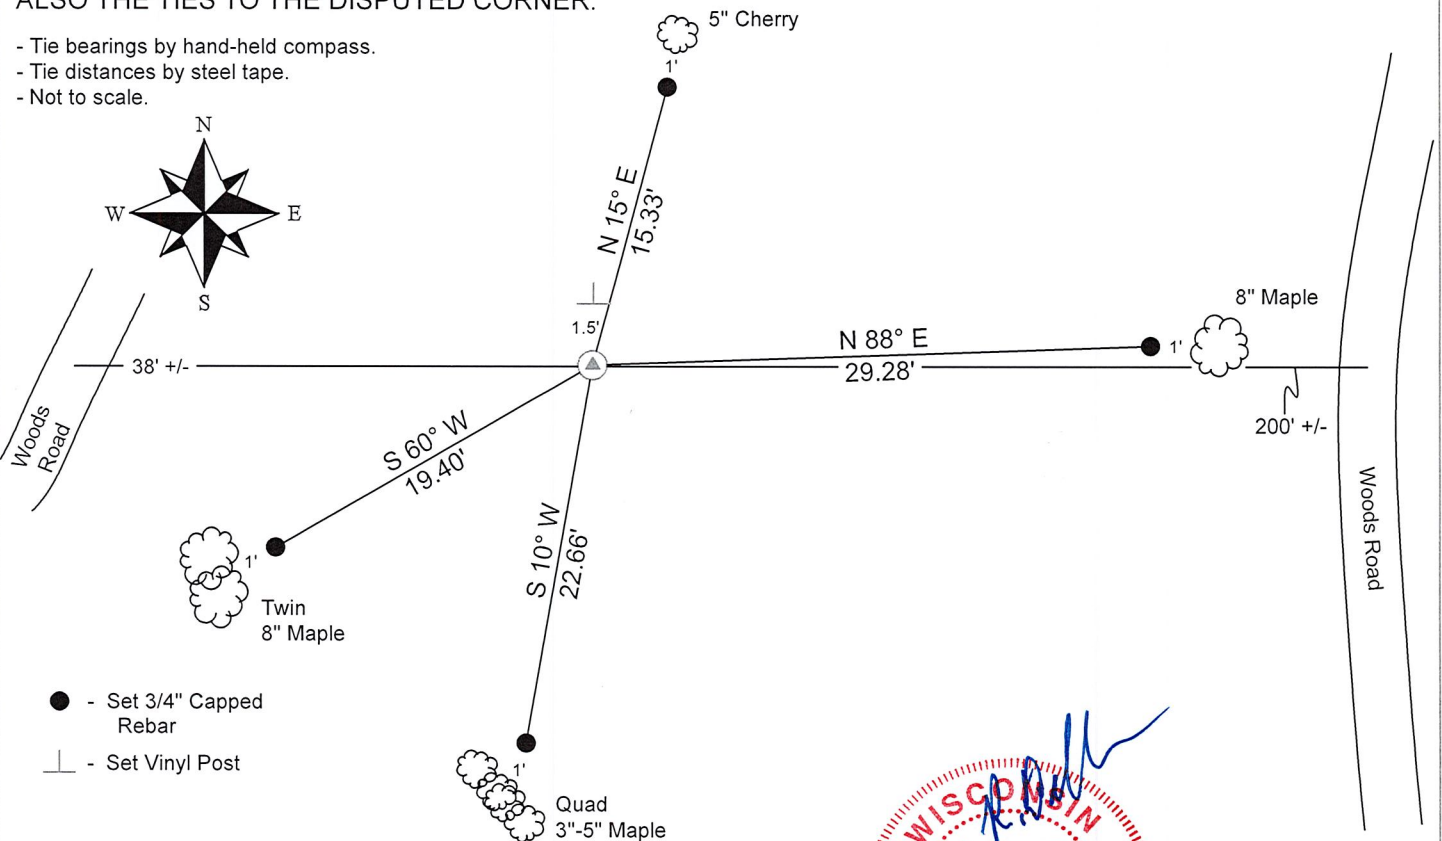 ALSO THE TIES TO THE DISPUTED CORNER.
- Tie bearings by hand-held compass.
- Tie distances by steel tape.
- Not to scale.
N
W
E
S
5" Cherry
1'
N 15° E
15.33'
1.5'
8" Maple
N 88° E
1'
29.28'
38' +/-
200' +/-
Woods
Road
S 60° W
19.40'
S 10° W
22.66'
Woods Road
1'
Twin
8" Maple
- Set 3/4" Capped
Rebar
- Set Vinyl Post
1'
Quad
3"-5" Maple
WISCONSIN